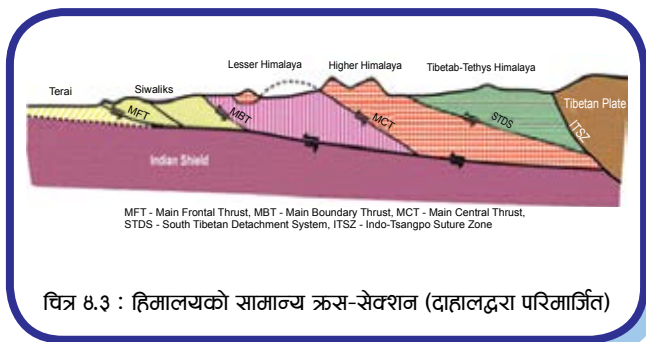 Lesser Himalaya Higher Himalaya Tibetab-Tethys Himalaya
Terai Siwaliks
Tibetan Plate
MFT MBT MCT STDS ITSZ
Indian Shield
MFT - Main Frontal Thrust, MBT - Main Boundary Thrust, MCT - Main Central Thrust,
STDS - South Tibetan Detachment System, ITSZ - Indo-Tsangpo Suture Zone
चित्र ४.३ : हिमालयको सामान्य क्रस-सेक्शन (दाहालद्वरा परिमार्जित)